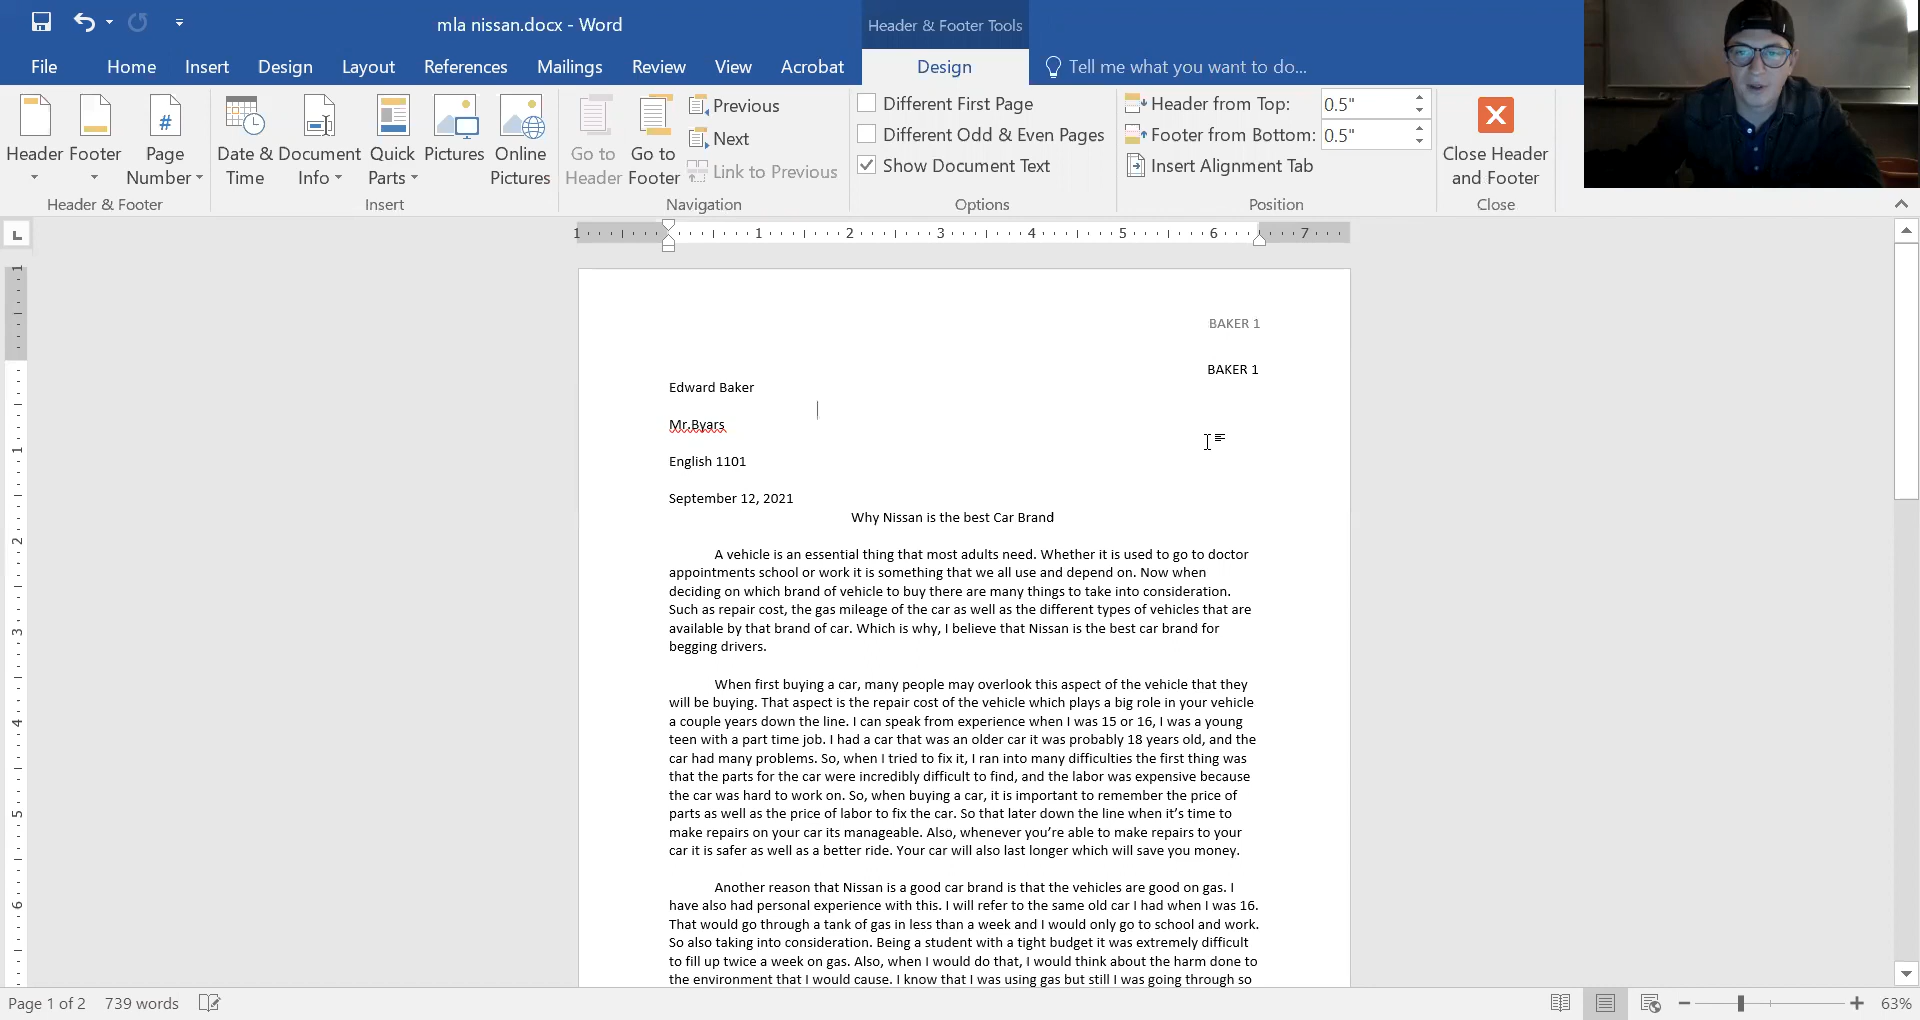 mla nissan.docx - Word
Header & Footer Tools
File Home Insert Design Layout References Mailings Review View Acrobat Design Tell me what you want to do...
Header
Footer
Page
Number
Header & Footer
Date &
Time
Document
Info
Quick
Parts
Pictures
Online
Pictures
Insert
Go to
Header
Go to
Footer
Previous
Next
Link to Previous
Navigation
Different First Page
Different Odd & Even Pages
Show Document Text
Options
Header from Top: 0.5"
Footer from Bottom: 0.5"
Insert Alignment Tab
Position
Close Header
and Footer
Close
L
1 1 2 3 4 5 6 7
1
1
2
3
4
5
6
BAKER 1
BAKER 1
Edward Baker
Mr.Byars
English 1101
September 12, 2021
Why Nissan is the best Car Brand
A vehicle is an essential thing that most adults need. Whether it is used to go to doctor
appointments school or work it is something that we all use and depend on. Now when
deciding on which brand of vehicle to buy there are many things to take into consideration.
Such as repair cost, the gas mileage of the car as well as the different types of vehicles that are
available by that brand of car. Which is why, I believe that Nissan is the best car brand for
begging drivers.
When first buying a car, many people may overlook this aspect of the vehicle that they
will be buying. That aspect is the repair cost of the vehicle which plays a big role in your vehicle
a couple years down the line. I can speak from experience when I was 15 or 16, I was a young
teen with a part time job. I had a car that was an older car it was probably 18 years old, and the
car had many problems. So, when I tried to fix it, I ran into many difficulties the first thing was
that the parts for the car were incredibly difficult to find, and the labor was expensive because
the car was hard to work on. So, when buying a car, it is important to remember the price of
parts as well as the price of labor to fix the car. So that later down the line when it’s time to
make repairs on your car its manageable. Also, whenever you’re able to make repairs to your
car it is safer as well as a better ride. Your car will also last longer which will save you money.
Another reason that Nissan is a good car brand is that the vehicles are good on gas. I
have also had personal experience with this. I will refer to the same old car I had when I was 16.
That would go through a tank of gas in less than a week and I would only go to school and work.
So also taking into consideration. Being a student with a tight budget it was extremely difficult
to fill up twice a week on gas. Also, when I would do that, I would think about the harm done to
the environment that I would cause. I know that I was using gas but still I was going through so
Page 1 of 2 739 words
63%